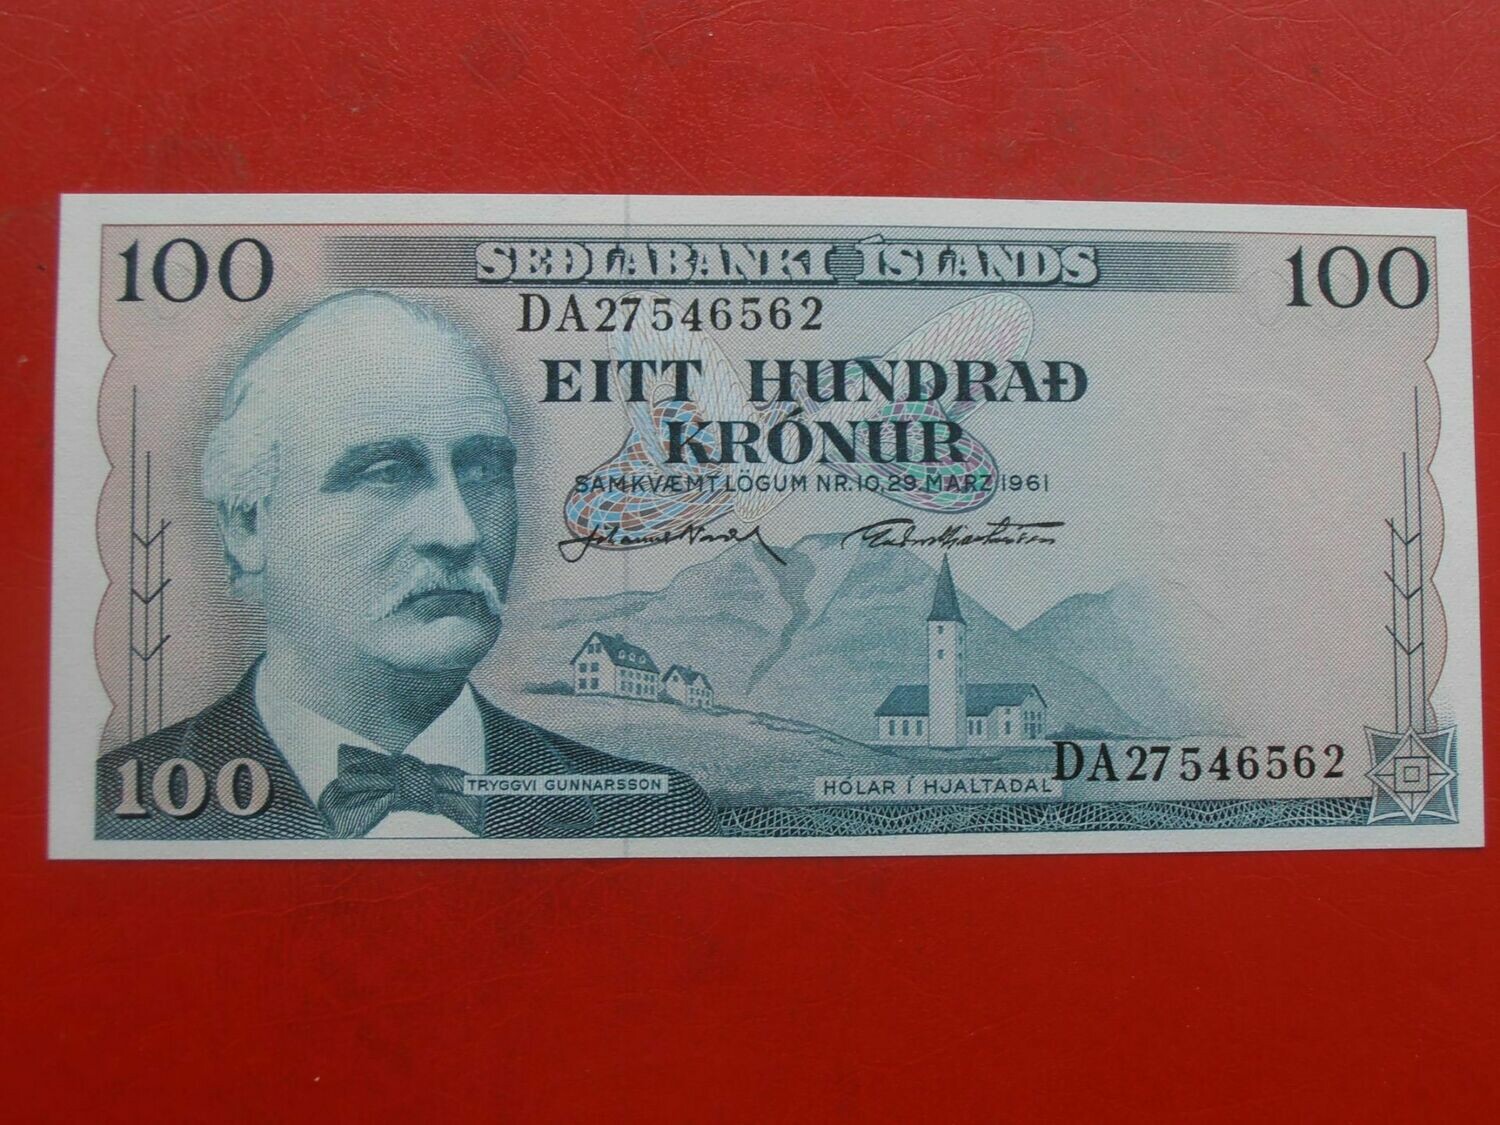 100
SEÐLABANKI ÍSLANDS
100
DA27546562
EITT HUNDRAÐ
KRÓNUR
SAMKVÆMT LÖGUM NR.10,29.MARZ 1961
DA27546562
100
TRYGGVI GUNNARSSON
HÓLAR Í HJALTADAL